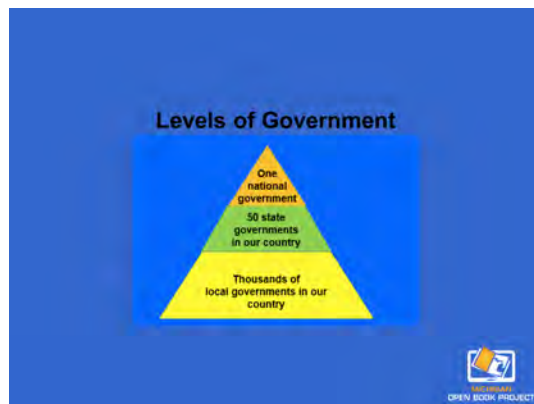 Levels of Government
One
national
government
50 state
governments
in our country
Thousands of
local governments in our
country
MICHIGAN
OPEN BOOK PROJECT